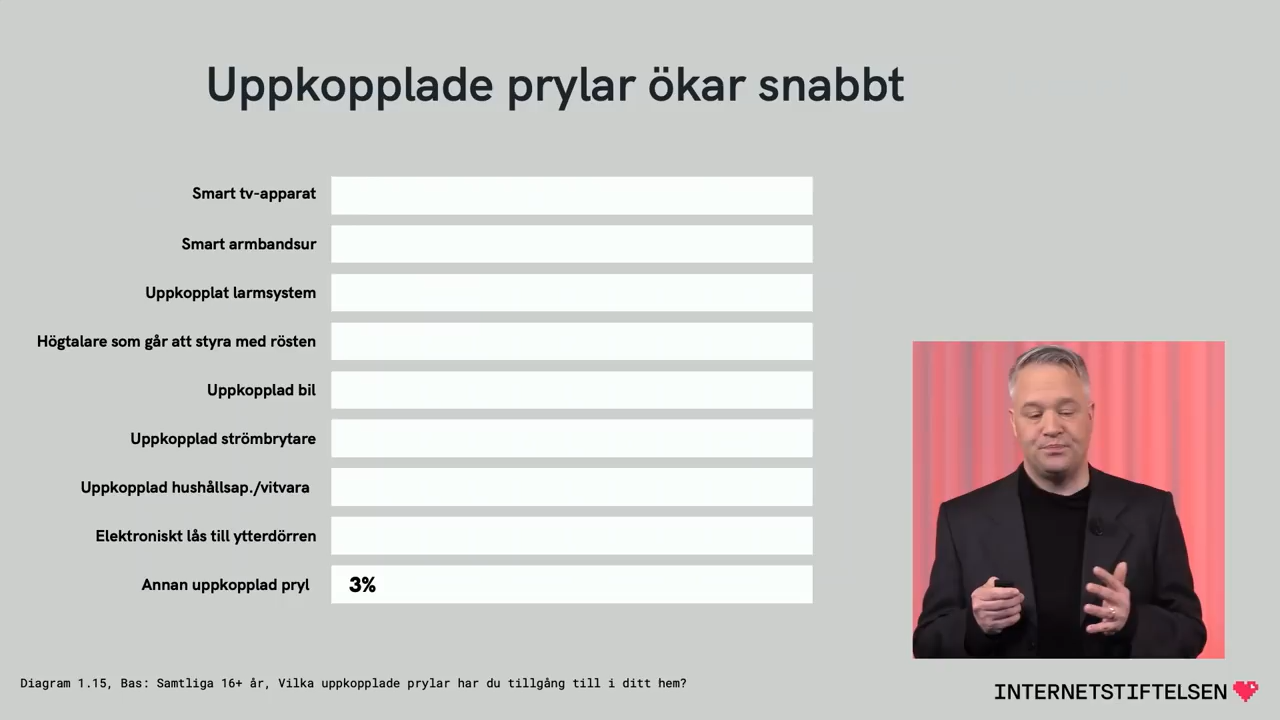 Uppkopplade prylar ökar snabbt
Smart tv-apparat
Smart armbandsur
Uppkopplat larmsystem
Högtalare som går att styra med rösten
Uppkopplad bil
Uppkopplad strömbrytare
Uppkopplad hushållsap./vitvara
Elektroniskt lås till ytterdörren
Annan uppkopplad pryl 3%
Diagram 1.15, Bas: Samtliga 16+ år, Vilka uppkopplade prylar har du tillgång till i ditt hem?
INTERNETSTIFTELSEN